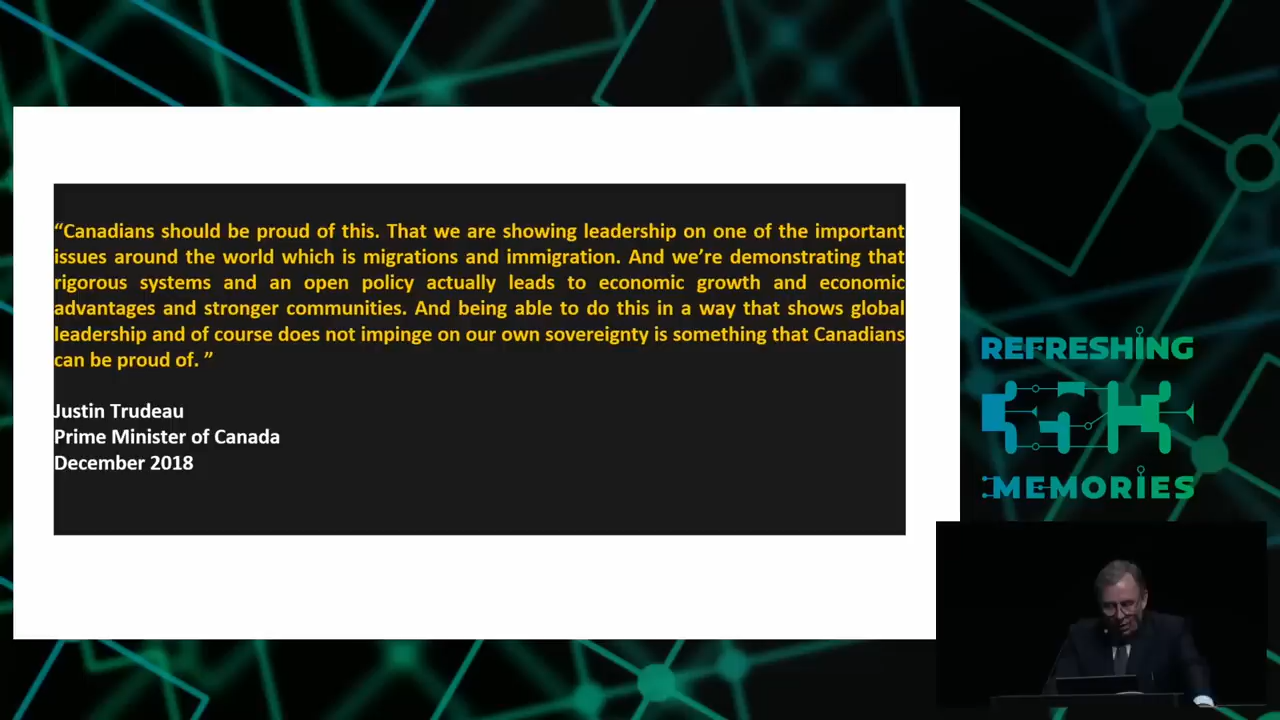 “Canadians should be proud of this. That we are showing leadership on one of the important
issues around the world which is migrations and immigration. And we’re demonstrating that
rigorous systems and an open policy actually leads to economic growth and economic
advantages and stronger communities. And being able to do this in a way that shows global
leadership and of course does not impinge on our own sovereignty is something that Canadians
can be proud of. ”
Justin Trudeau
Prime Minister of Canada
December 2018
REFRESHING
MEMORIES